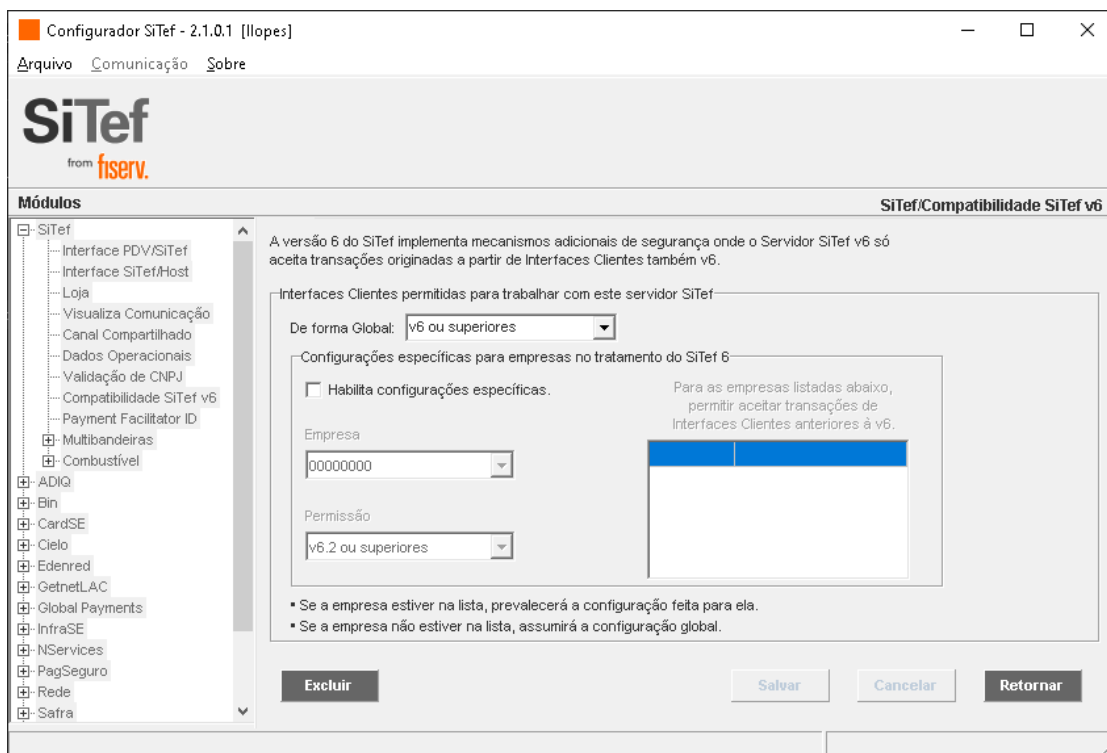 Configurador SiTef - 2.1.0.1 [llopes]
Arquivo Comunicação Sobre
SiTef
from fiserv.
Módulos
SiTef/Compatibilidade SiTef v6
SiTef
Interface PDV/SiTef
Interface SiTef/Host
Loja
Visualiza Comunicação
Canal Compartilhado
Dados Operacionais
Validação de CNPJ
Compatibilidade SiTef v6
Payment Facilitator ID
Multibandeiras
Combustível
ADIQ
Bin
CardSE
Cielo
Edenred
GetnetLAC
Global Payments
InfraSE
NServices
PagSeguro
Rede
Safra
A versão 6 do SiTef implementa mecanismos adicionais de segurança onde o Servidor SiTef v6 só
aceita transações originadas a partir de Interfaces Clientes também v6.
Interfaces Clientes permitidas para trabalhar com este servidor SiTef
De forma Global: v6 ou superiores
Configurações específicas para empresas no tratamento do SiTef 6
Habilita configurações específicas.
Empresa
00000000
Permissão
v6.2 ou superiores
Para as empresas listadas abaixo,
permitir aceitar transações de
Interfaces Clientes anteriores à v6.
▪ Se a empresa estiver na lista, prevalecerá a configuração feita para ela.
▪ Se a empresa não estiver na lista, assumirá a configuração global.
Excluir
Salvar
Cancelar
Retornar